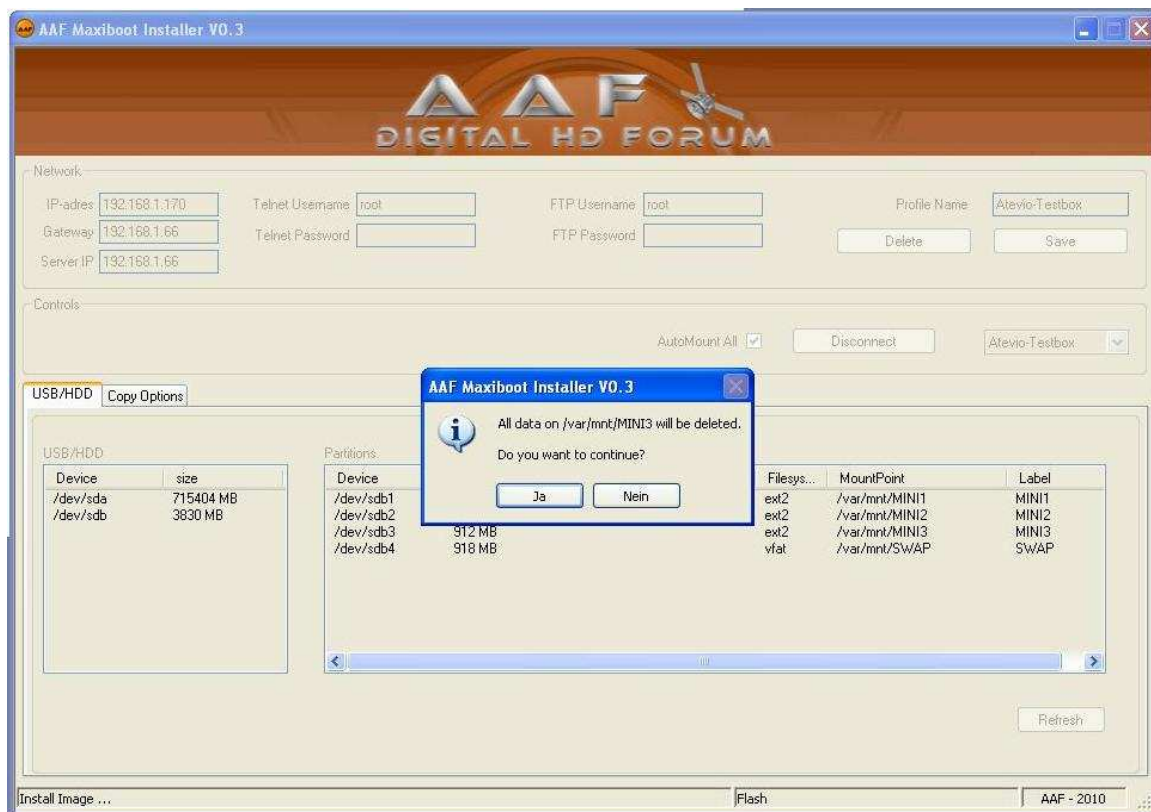 AAF Maxiboot Installer V0.3
AAF
DIGITAL HD FORUM
Network
IP-adres 192.168.1.170 Telnet Username root FTP Username root Profile Name Atevio-Testbox
Gateway 192.168.1.66 Telnet Password FTP Password Delete Save
Server IP 192.168.1.66
Controls
AutoMount All Disconnect Atevio-Testbox
USB/HDD Copy Options
AAF Maxiboot Installer V0.3
All data on /var/mnt/MINI3 will be deleted.
Do you want to continue?
Ja Nein
USB/HDD Partitions
Device size Device Filesys... MountPoint Label
/dev/sda 715404 MB /dev/sdb1 ext2 /var/mnt/MINI1 MINI1
/dev/sdb 3830 MB /dev/sdb2 ext2 /var/mnt/MINI2 MINI2
/dev/sdb3 912 MB ext2 /var/mnt/MINI3 MINI3
/dev/sdb4 918 MB vfat /var/mnt/SWAP SWAP
Refresh
Install Image ... Flash AAF - 2010